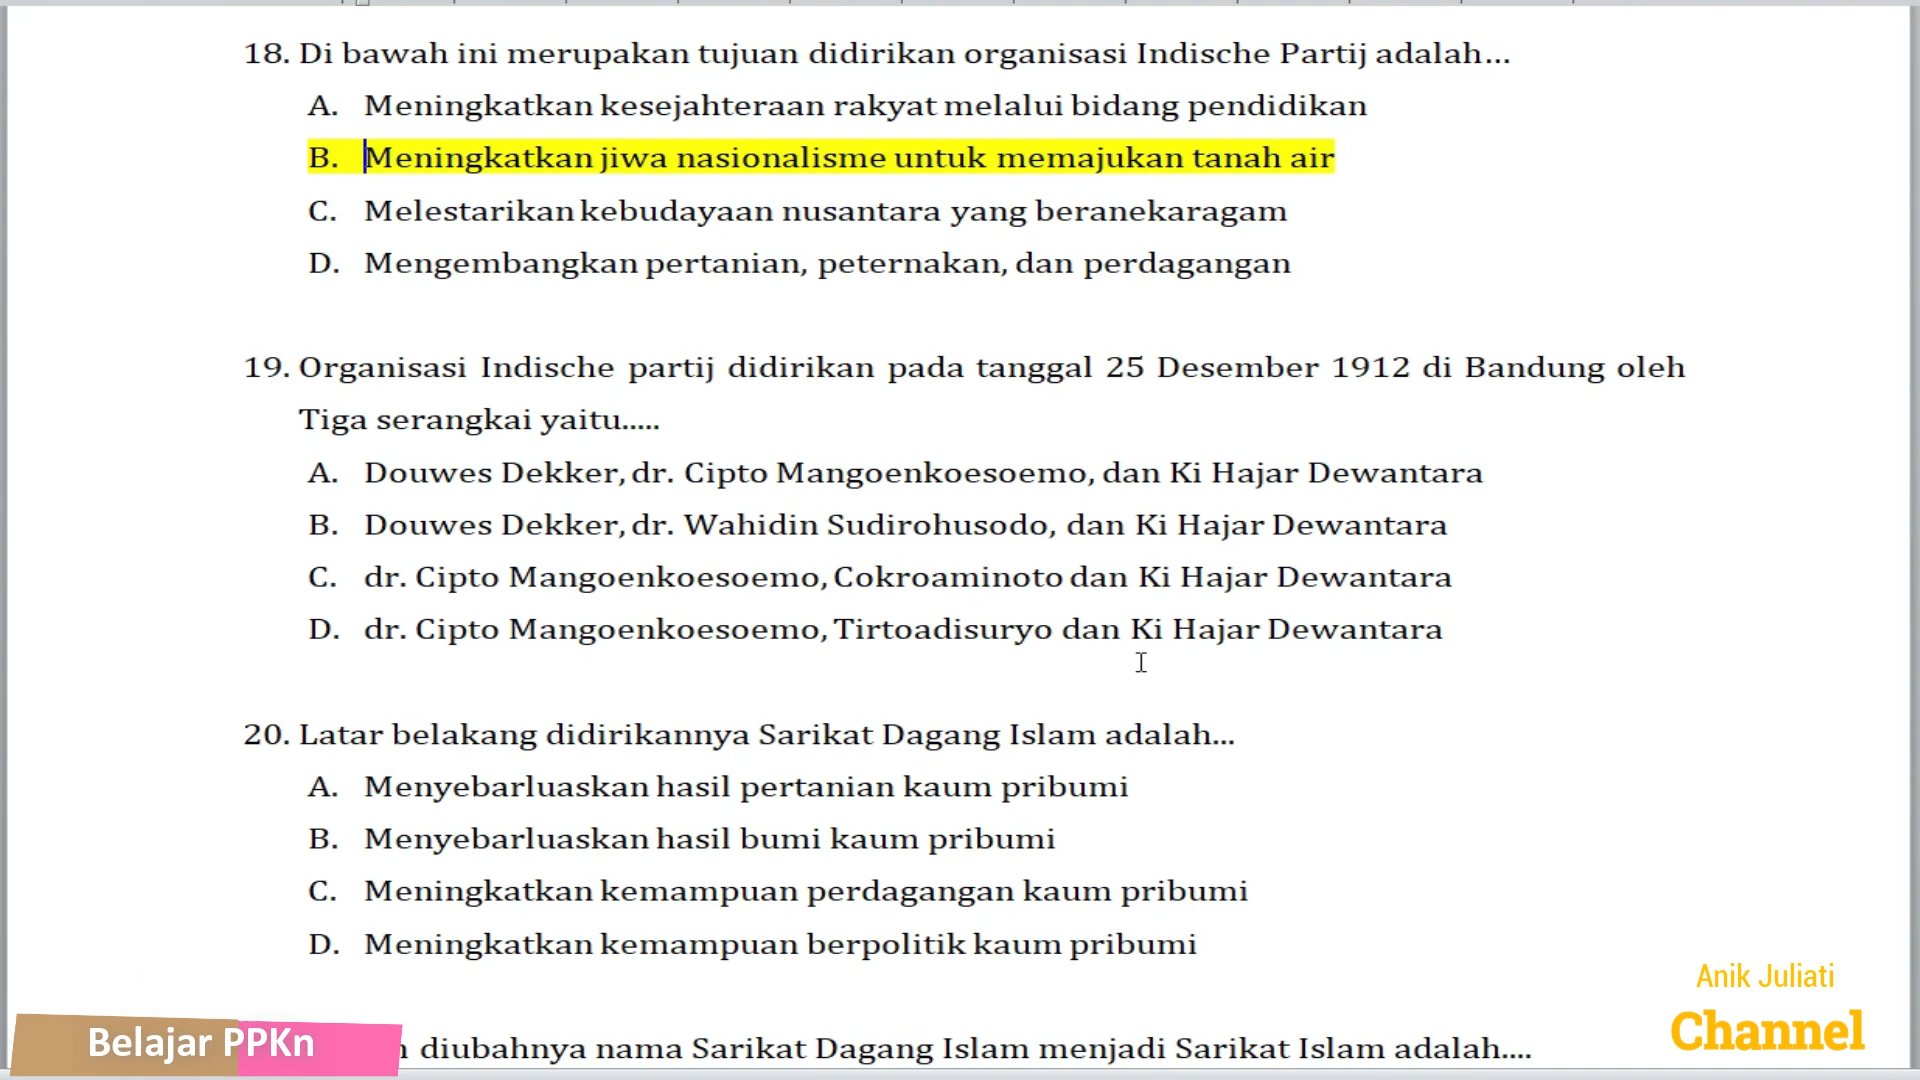 18. Di bawah ini merupakan tujuan didirikan organisasi Indische Partij adalah...
A. Meningkatkan kesejahteraan rakyat melalui bidang pendidikan
B. Meningkatkan jiwa nasionalisme untuk memajukan tanah air
C. Melestarikan kebudayaan nusantara yang beranekaragam
D. Mengembangkan pertanian, peternakan, dan perdagangan
19. Organisasi Indische partij didirikan pada tanggal 25 Desember 1912 di Bandung oleh
Tiga serangkai yaitu.....
A. Douwes Dekker, dr. Cipto Mangoenkoesoemo, dan Ki Hajar Dewantara
B. Douwes Dekker, dr. Wahidin Sudirohusodo, dan Ki Hajar Dewantara
C. dr. Cipto Mangoenkoesoemo, Cokroaminoto dan Ki Hajar Dewantara
D. dr. Cipto Mangoenkoesoemo, Tirtoadisuryo dan Ki Hajar Dewantara
20. Latar belakang didirikannya Sarikat Dagang Islam adalah...
A. Menyebarluaskan hasil pertanian kaum pribumi
B. Menyebarluaskan hasil bumi kaum pribumi
C. Meningkatkan kemampuan perdagangan kaum pribumi
D. Meningkatkan kemampuan berpolitik kaum pribumi
diubahnya nama Sarikat Dagang Islam menjadi Sarikat Islam adalah....
Belajar PPKn
Anik Juliati
Channel